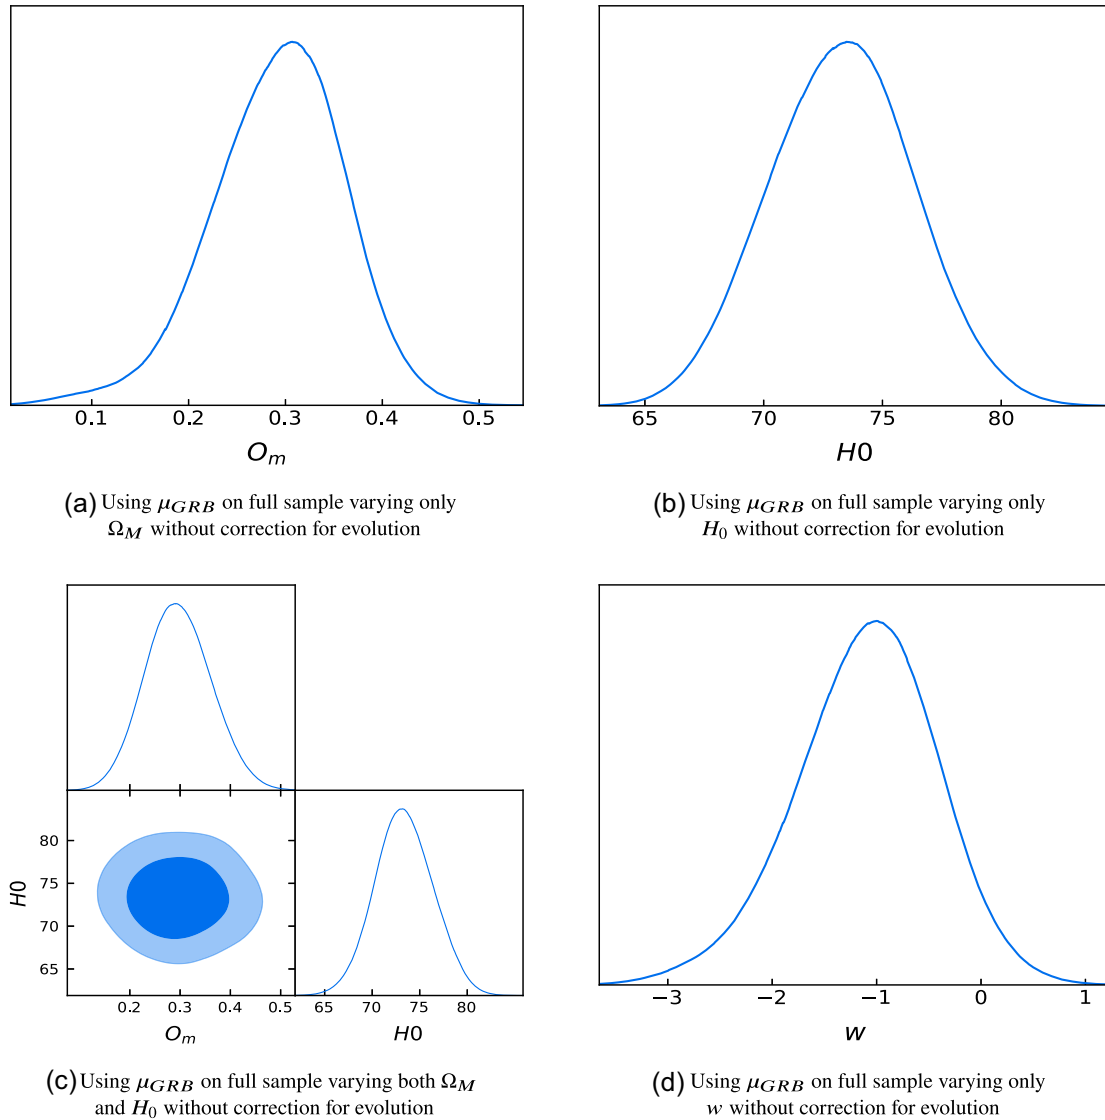 0.1 0.2 0.3 0.4 0.5
O_m
(a) Using μ_GRB on full sample varying only
Ω_M without correction for evolution
65 70 75 80
H0
(b) Using μ_GRB on full sample varying only
H_0 without correction for evolution
80
75
70
65
H0
0.2 0.3 0.4 0.5
O_m
65 70 75 80
H0
(c) Using μ_GRB on full sample varying both Ω_M
and H_0 without correction for evolution
−3 −2 −1 0 1
w
(d) Using μ_GRB on full sample varying only
w without correction for evolution